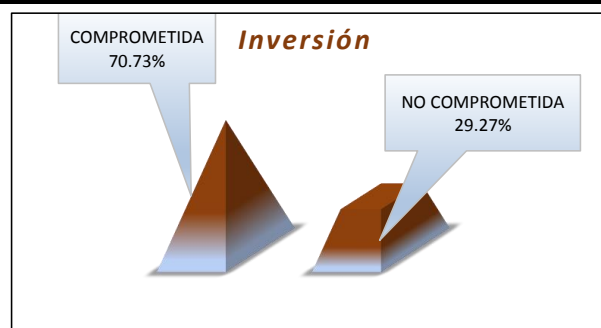 Inversión
COMPROMETIDA
70.73%
NO COMPROMETIDA
29.27%